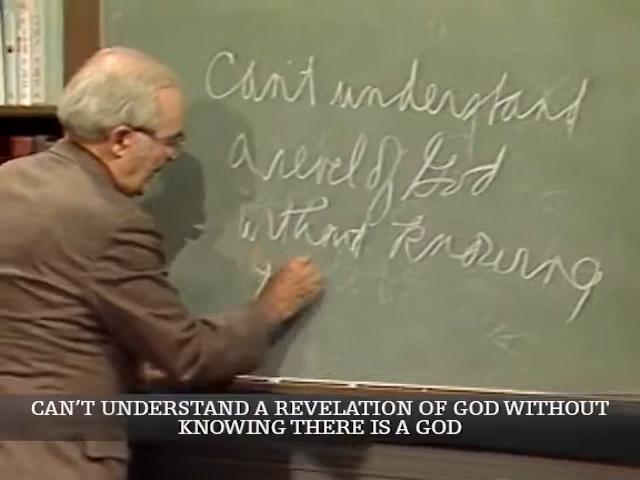 Can't understand
a revel of God
without knowing
CAN'T UNDERSTAND A REVELATION OF GOD WITHOUT
KNOWING THERE IS A GOD